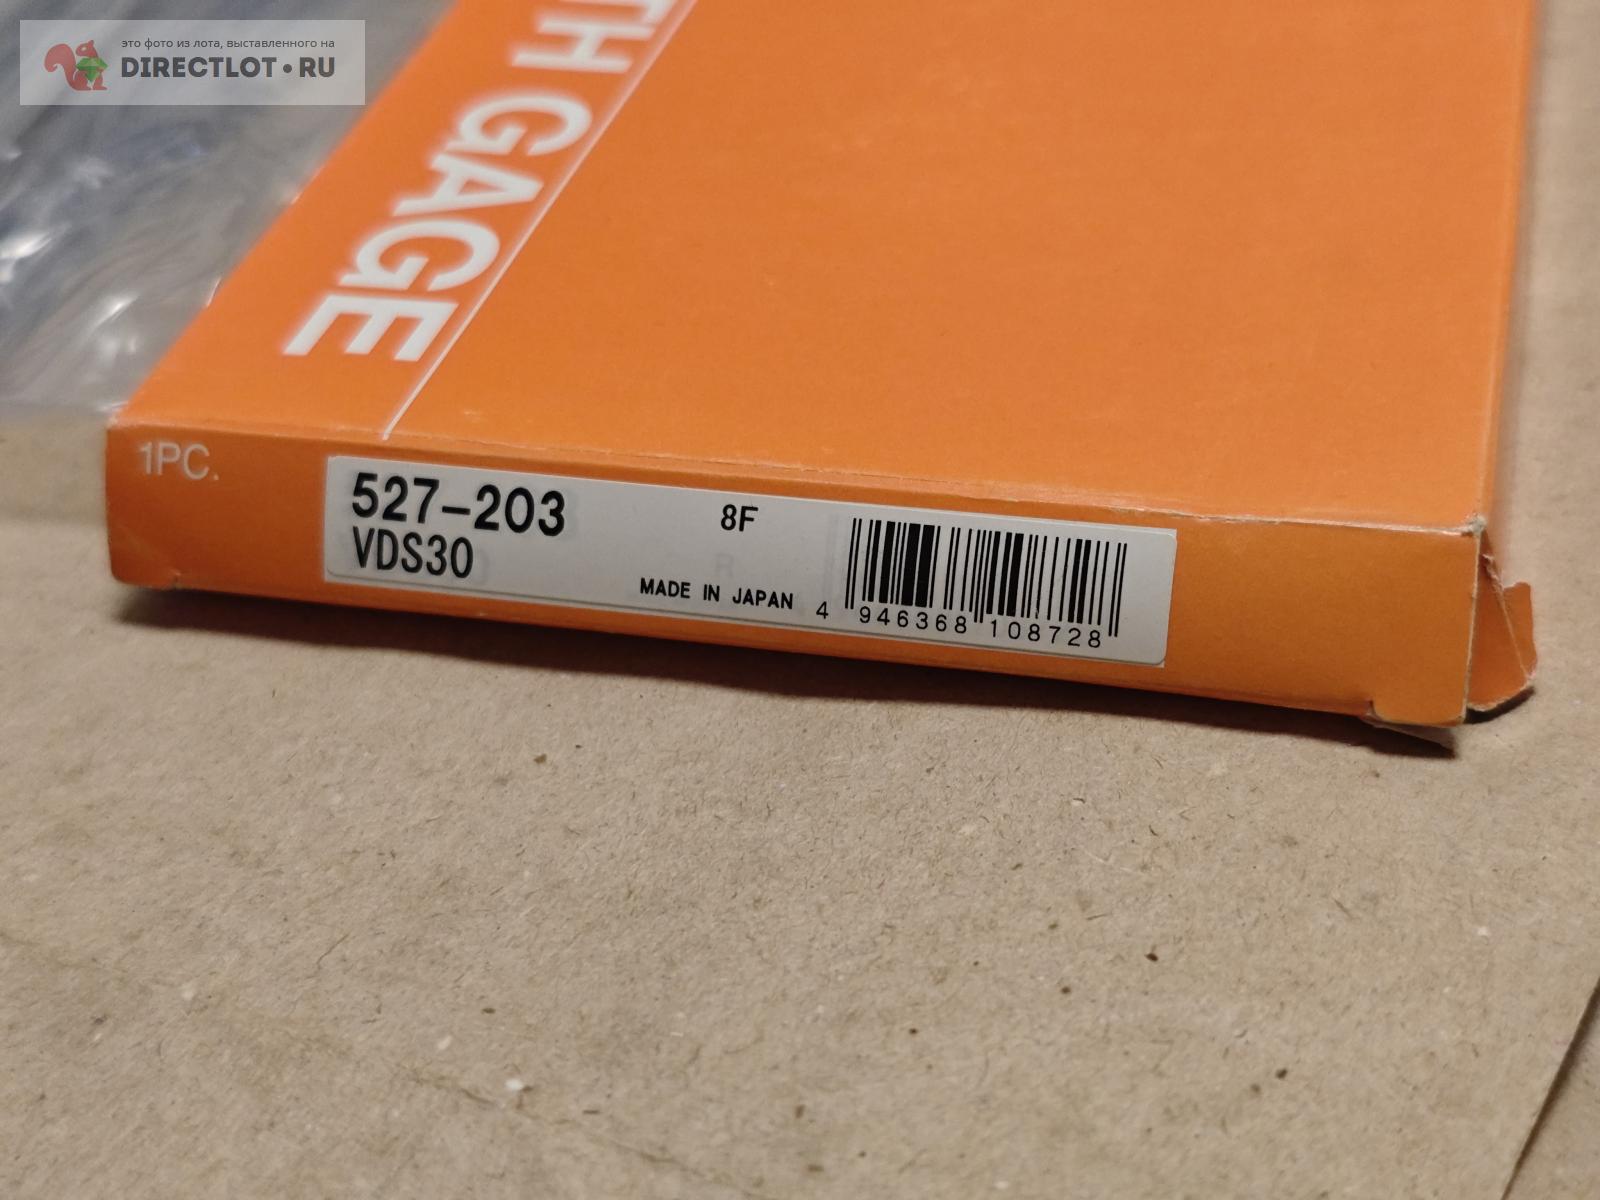 это фото из лота, выставленного на
DIRECTLOT•RU
TH GAGE
1PC.
527-203
VDS30
8F
MADE IN JAPAN
4 946368 108728